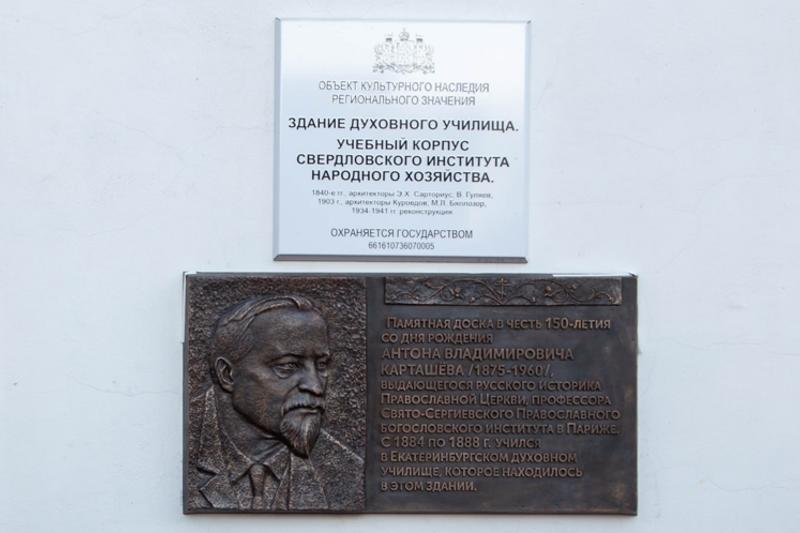 ОБЪЕКТ КУЛЬТУРНОГО НАСЛЕДИЯ
РЕГИОНАЛЬНОГО ЗНАЧЕНИЯ
ЗДАНИЕ ДУХОВНОГО УЧИЛИЩА.
УЧЕБНЫЙ КОРПУС
СВЕРДЛОВСКОГО ИНСТИТУТА
НАРОДНОГО ХОЗЯЙСТВА.
1840-е гг., архитекторы Э.Х. Сарториус, В. Гуляев,
1903 г., архитекторы Куроедов, М.Л. Бяллозор,
1934-1941 гг. реконструкция
ОХРАНЯЕТСЯ ГОСУДАРСТВОМ
661610736070005
ПАМЯТНАЯ ДОСКА В ЧЕСТЬ 150-ЛЕТИЯ
СО ДНЯ РОЖДЕНИЯ
АНТОНА ВЛАДИМИРОВИЧА
КАРТАШЁВА /1875-1960/,
ВЫДАЮЩЕГОСЯ РУССКОГО ИСТОРИКА
ПРАВОСЛАВНОЙ ЦЕРКВИ, ПРОФЕССОРА
СВЯТО-СЕРГИЕВСКОГО ПРАВОСЛАВНОГО
БОГОСЛОВСКОГО ИНСТИТУТА В ПАРИЖЕ.
С 1884 ПО 1888 Г. УЧИЛСЯ
В ЕКАТЕРИНБУРГСКОМ ДУХОВНОМ
УЧИЛИЩЕ, КОТОРОЕ НАХОДИЛОСЬ
В ЭТОМ ЗДАНИИ.